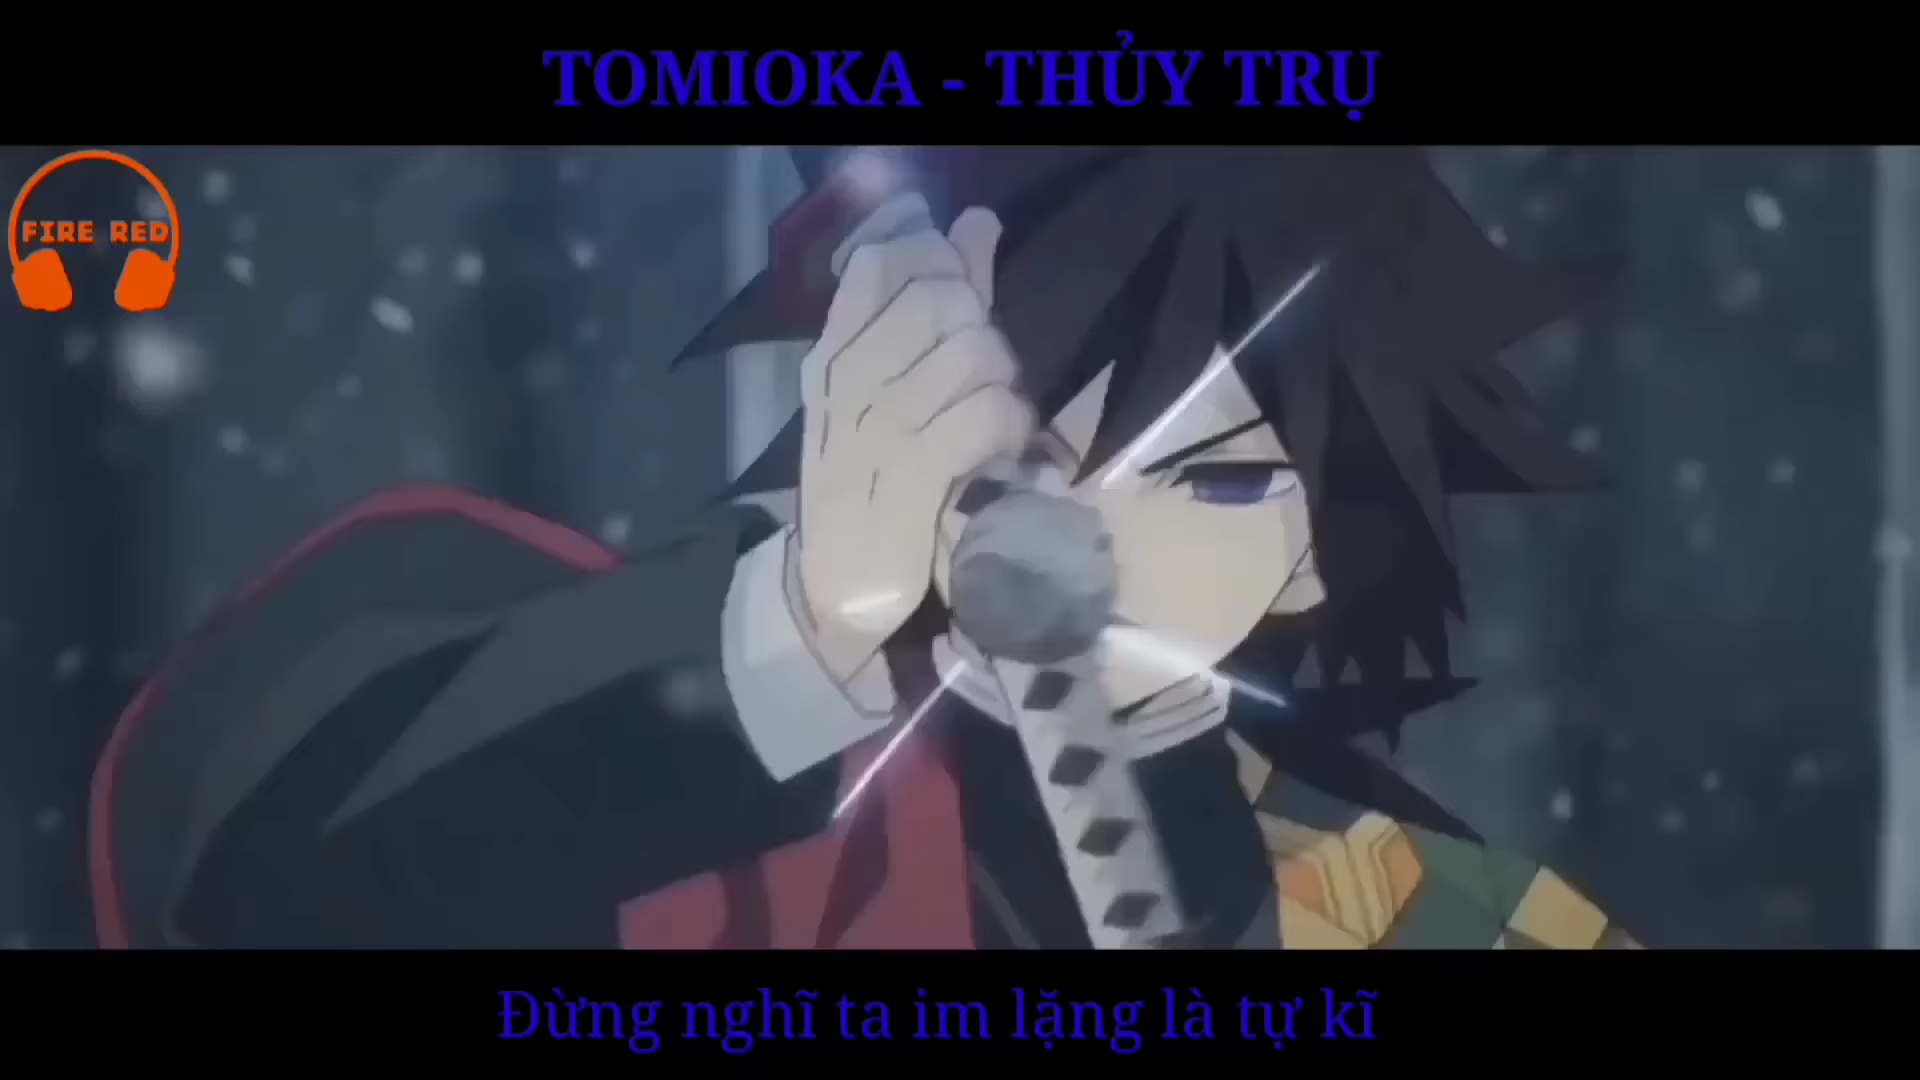 TOMIOKA - THỦY TRỤ
FIRE RED
Đừng nghĩ ta im lặng là tự kĩ